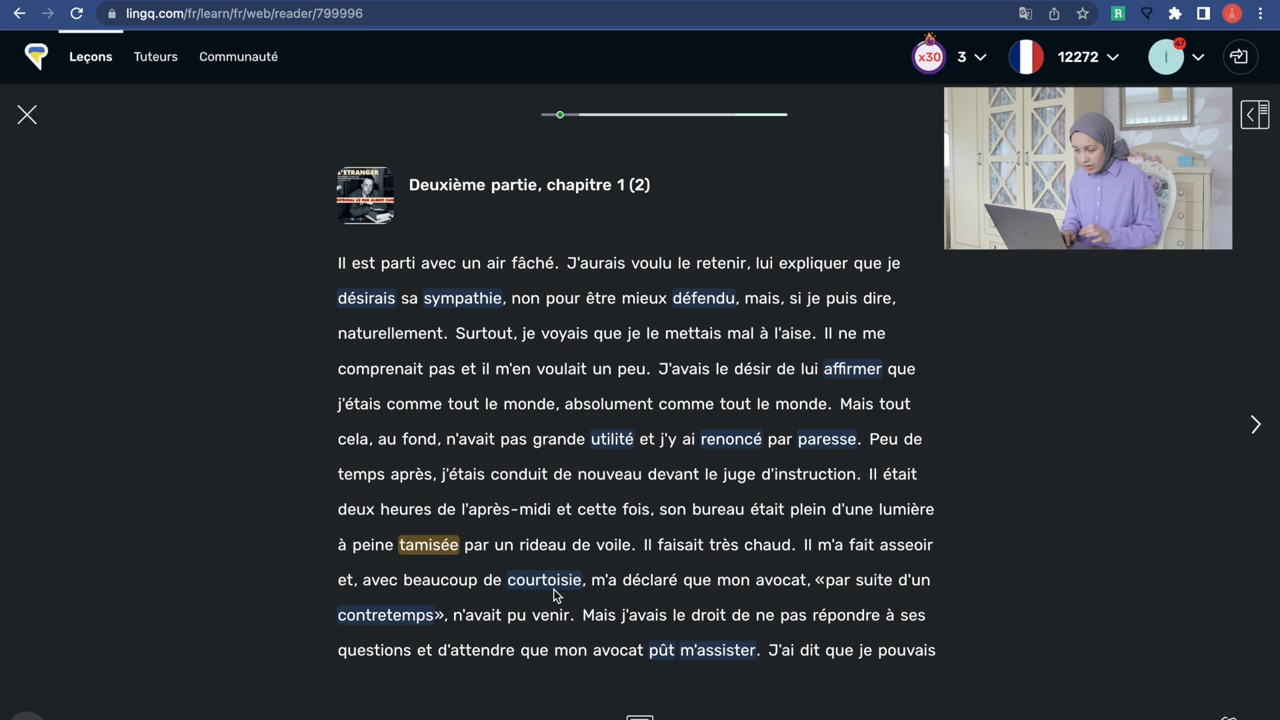 lingq.com/fr/learn/fr/web/reader/799996
Leçons
Tuteurs
Communauté
x30
3
12272
i
47
L'ETRANGER
Deuxième partie, chapitre 1 (2)
Il est parti avec un air fâché. J'aurais voulu le retenir, lui expliquer que je
désirais sa sympathie, non pour être mieux défendu, mais, si je puis dire,
naturellement. Surtout, je voyais que je le mettais mal à l'aise. Il ne me
comprenait pas et il m'en voulait un peu. J'avais le désir de lui affirmer que
j'étais comme tout le monde, absolument comme tout le monde. Mais tout
cela, au fond, n'avait pas grande utilité et j'y ai renoncé par paresse. Peu de
temps après, j'étais conduit de nouveau devant le juge d'instruction. Il était
deux heures de l'après-midi et cette fois, son bureau était plein d'une lumière
à peine tamisée par un rideau de voile. Il faisait très chaud. Il m'a fait asseoir
et, avec beaucoup de courtoisie, m'a déclaré que mon avocat, «par suite d'un
contretemps», n'avait pu venir. Mais j'avais le droit de ne pas répondre à ses
questions et d'attendre que mon avocat pût m'assister. J'ai dit que je pouvais